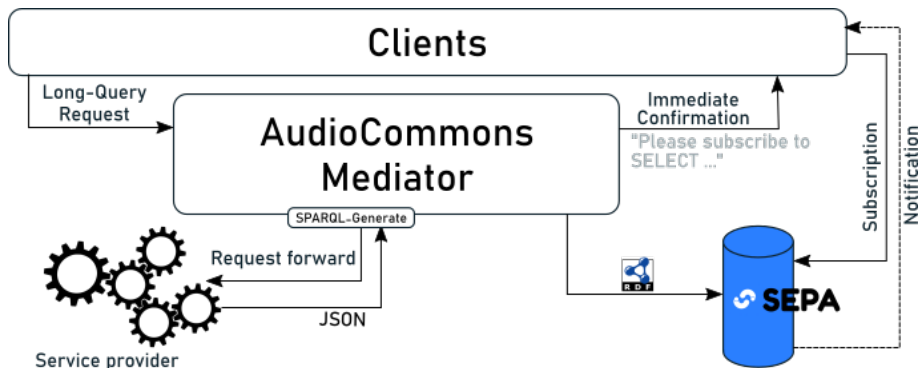 Clients
Long-Query
Request
AudioCommons
Mediator
Immediate
Confirmation
"Please subscribe to
SELECT ..."
Subscription
Notification
SPARQL-Generate
Request forward
JSON
RDF
SEPA
Service provider